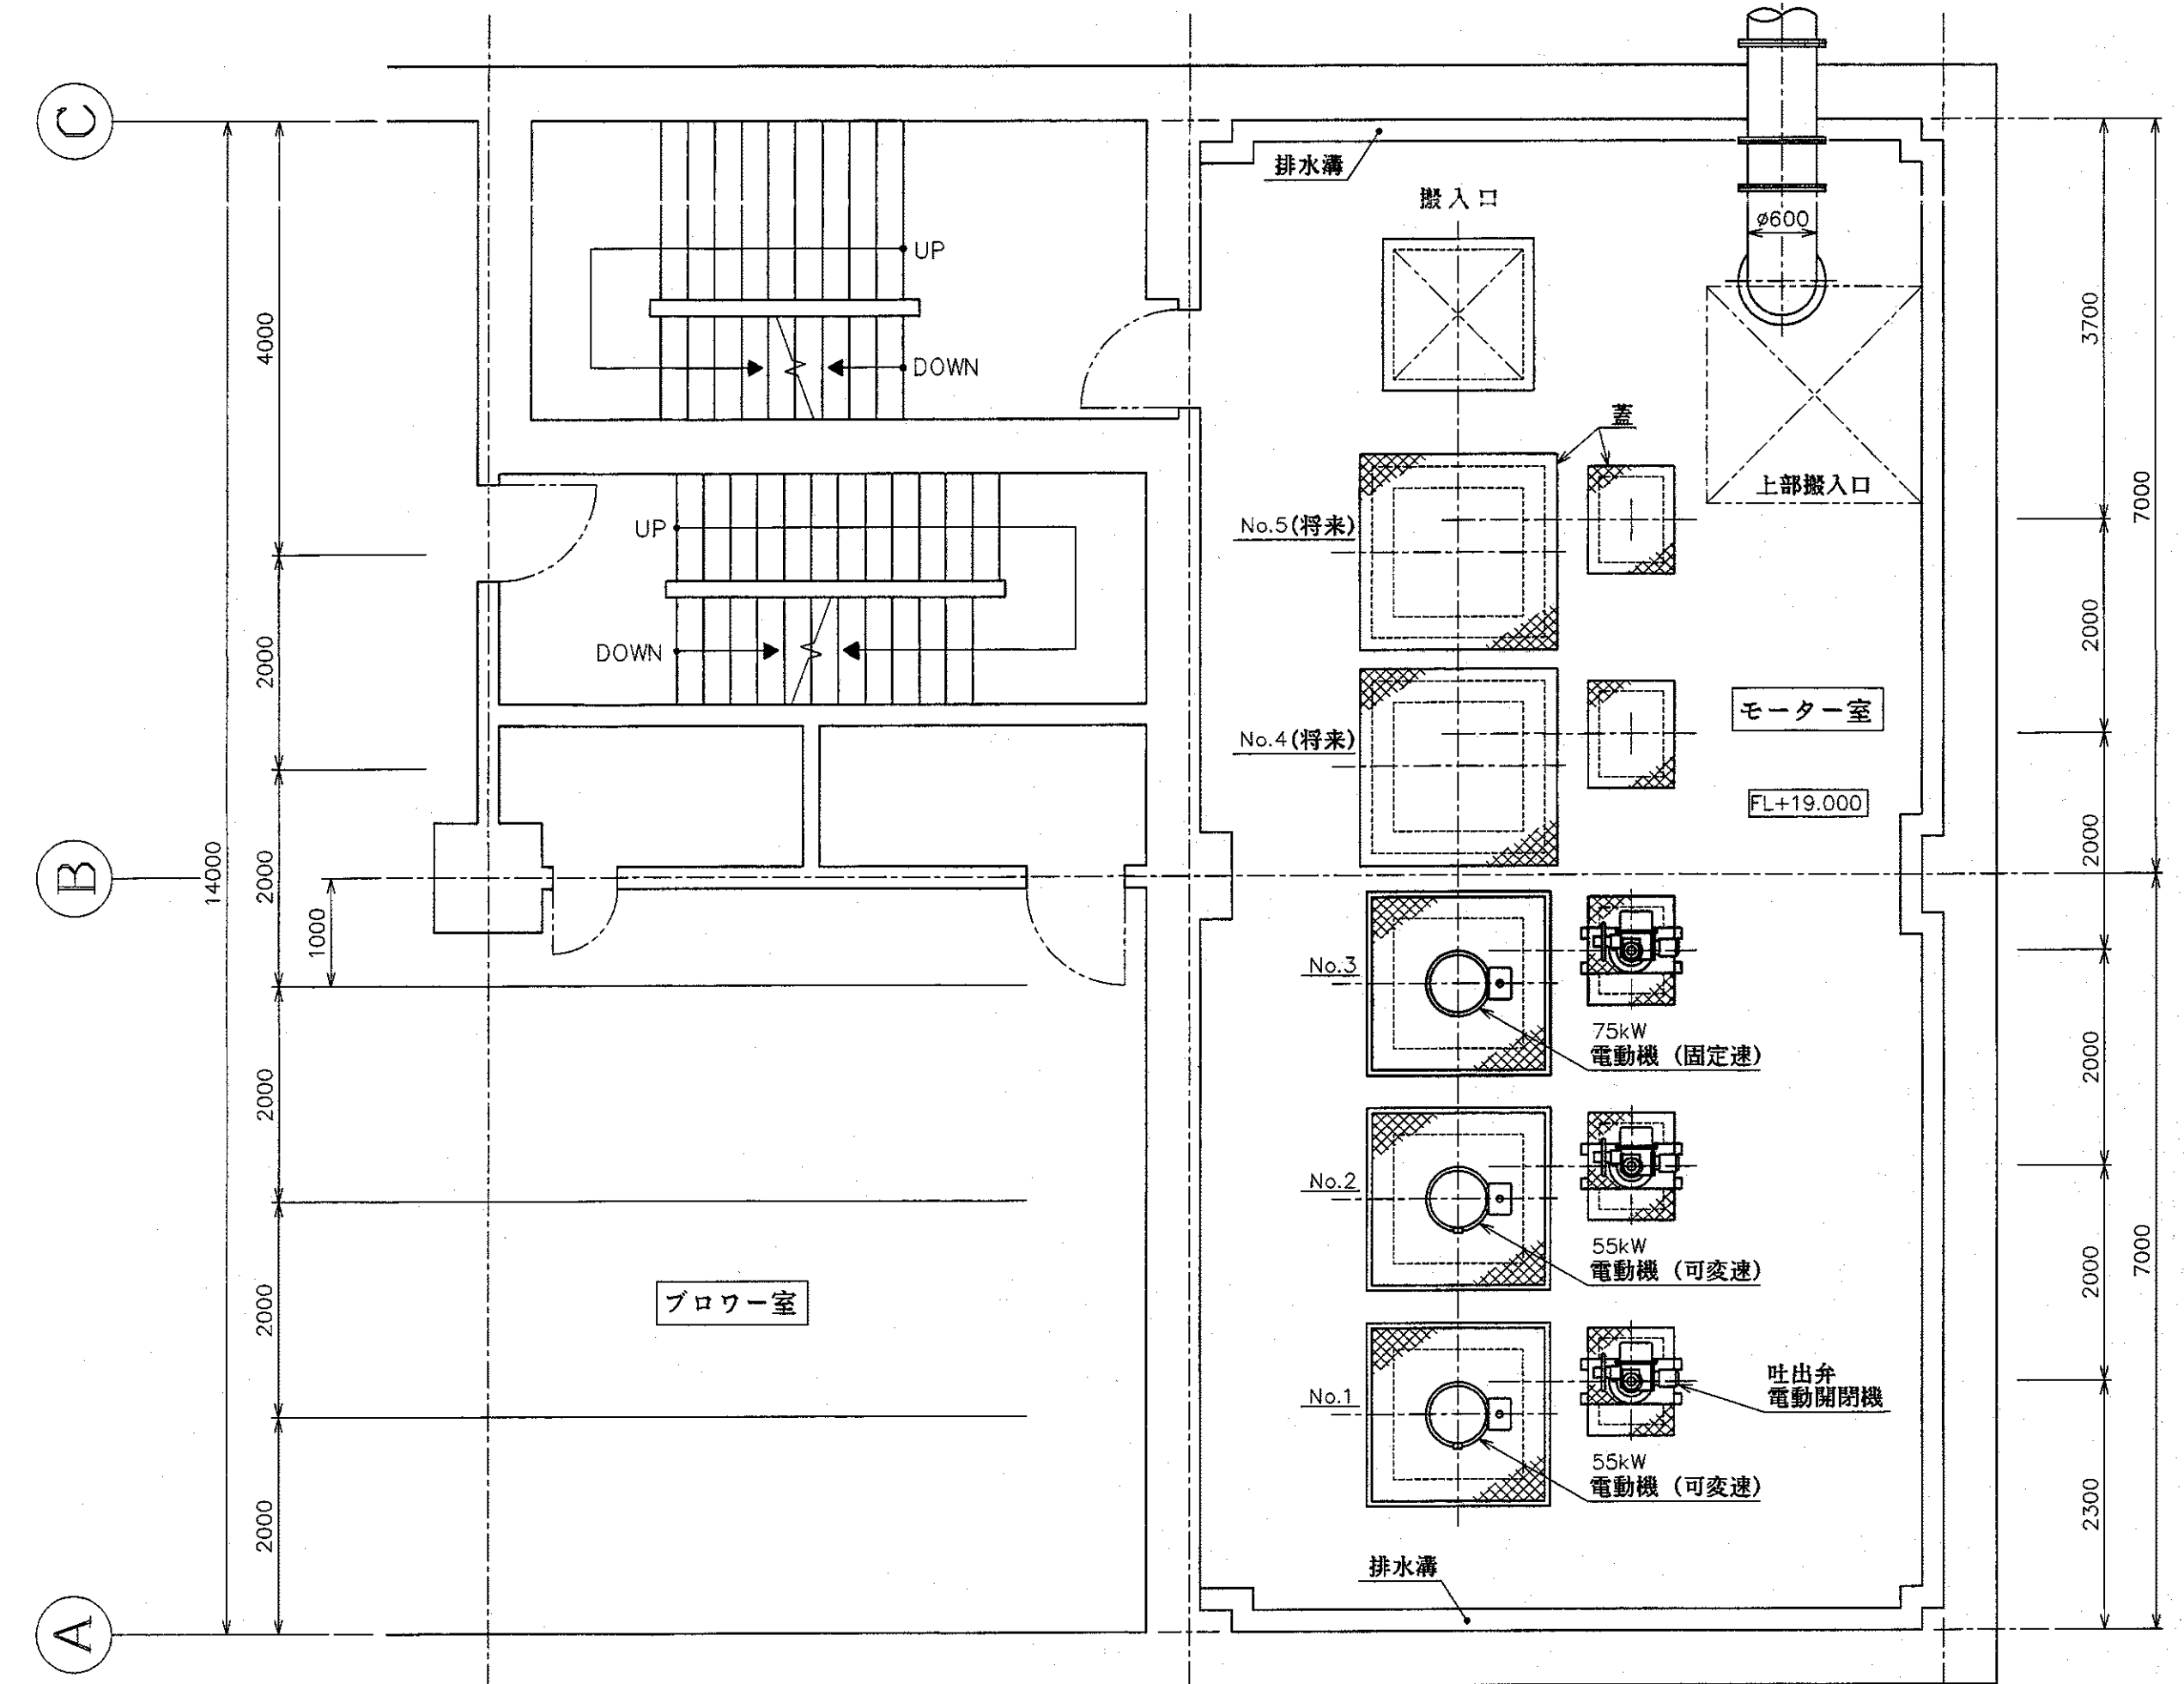 C
B
A
14000
4000
2000
2000
1000
2000
2000
2000
UP
DOWN
UP
DOWN
ブロワー室
排水溝
搬入口
ø600
蓋
上部搬入口
No.5(将来)
No.4(将来)
モーター室
FL+19.000
No.3
75kW
電動機（固定速）
No.2
55kW
電動機（可変速）
No.1
吐出弁
電動開閉機
55kW
電動機（可変速）
排水溝
3700
2000
2000
2000
2000
2300
7000
7000